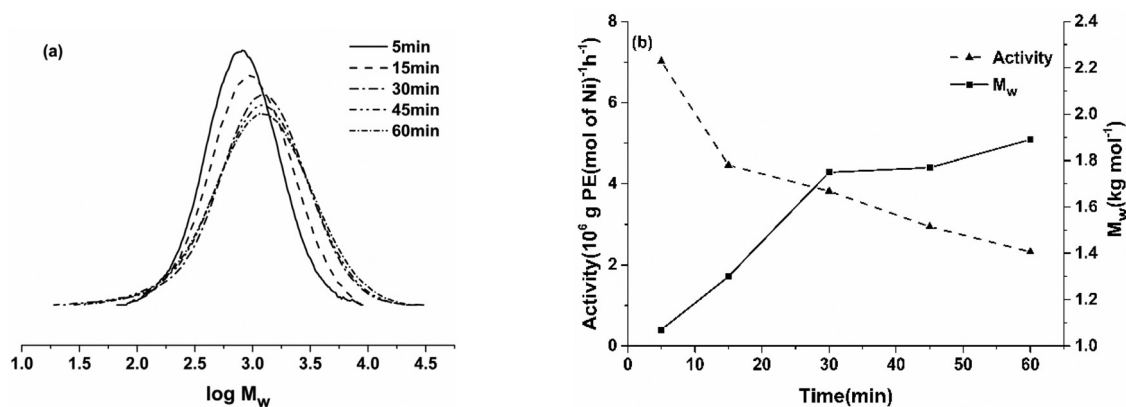 (a)
5min
15min
30min
45min
60min
1.0 1.5 2.0 2.5 3.0 3.5 4.0 4.5
log Mw
(b)
Activity
Mw
8
6
4
2
0
Activity(10⁶ g PE(mol of Ni)⁻¹h⁻¹
2.4
2.2
2.0
1.8
1.6
1.4
1.2
1.0
Mw(kg mol⁻¹)
0 10 20 30 40 50 60
Time(min)